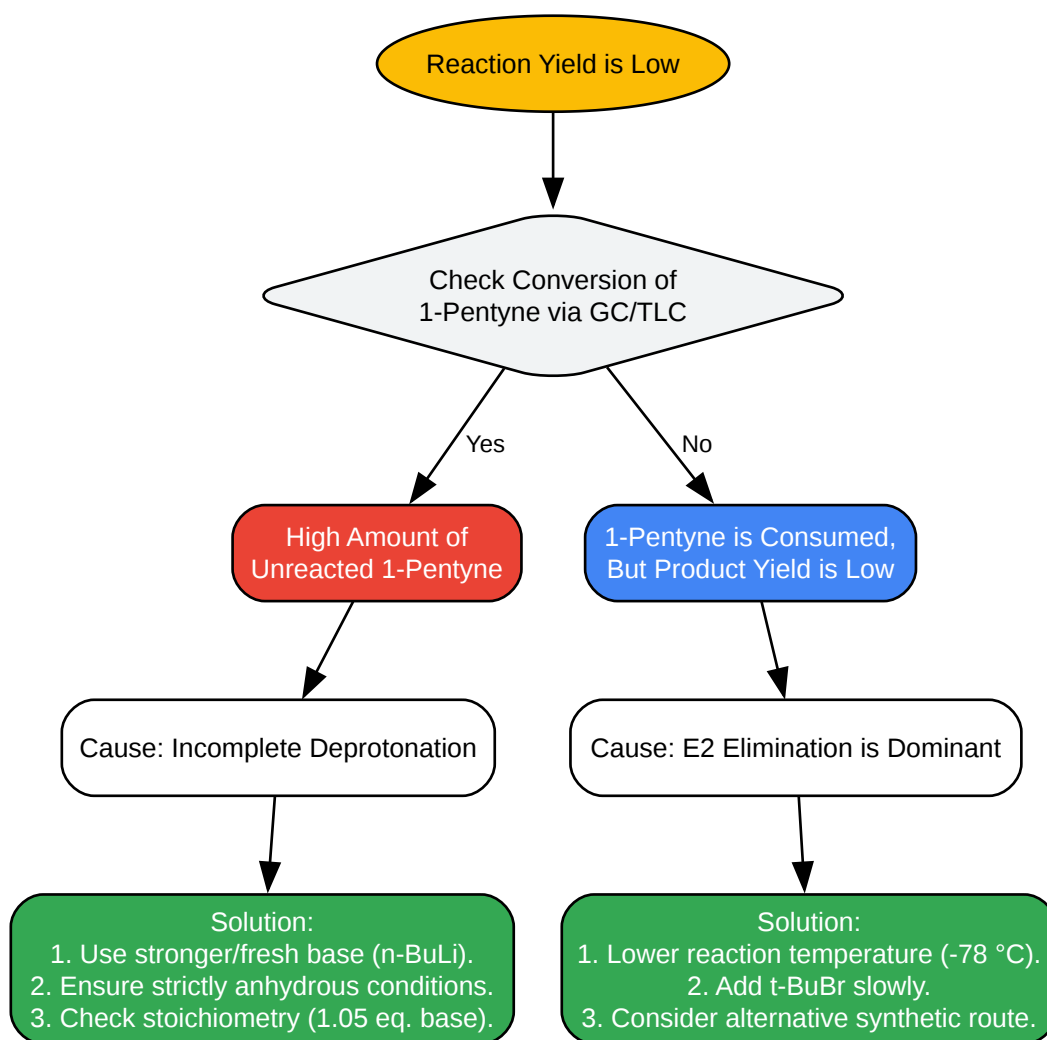 Reaction Yield is Low
Check Conversion of
1-Pentyne via GC/TLC
Yes
No
High Amount of
Unreacted 1-Pentyne
1-Pentyne is Consumed,
But Product Yield is Low
Cause: Incomplete Deprotonation
Cause: E2 Elimination is Dominant
Solution:
1. Use stronger/fresh base (n-BuLi).
2. Ensure strictly anhydrous conditions.
3. Check stoichiometry (1.05 eq. base).
Solution:
1. Lower reaction temperature (-78 °C).
2. Add t-BuBr slowly.
3. Consider alternative synthetic route.